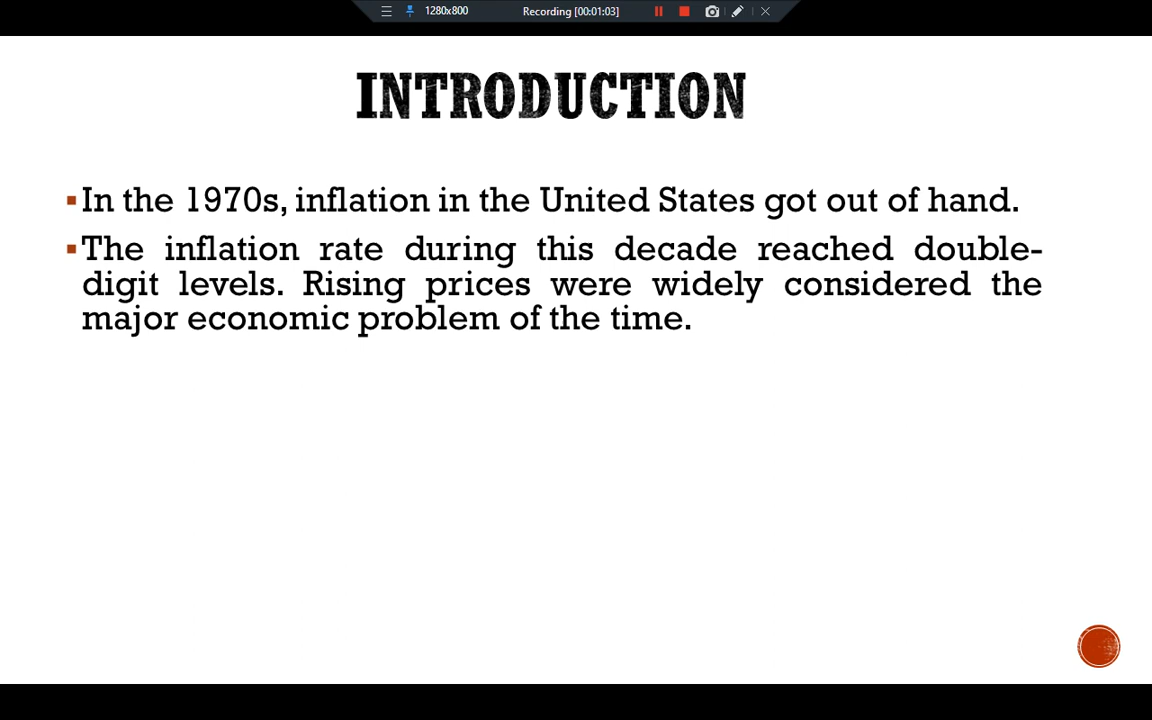 1280x800 Recording [00:01:03]
INTRODUCTION
In the 1970s, inflation in the United States got out of hand.
The inflation rate during this decade reached double-
digit levels. Rising prices were widely considered the
major economic problem of the time.